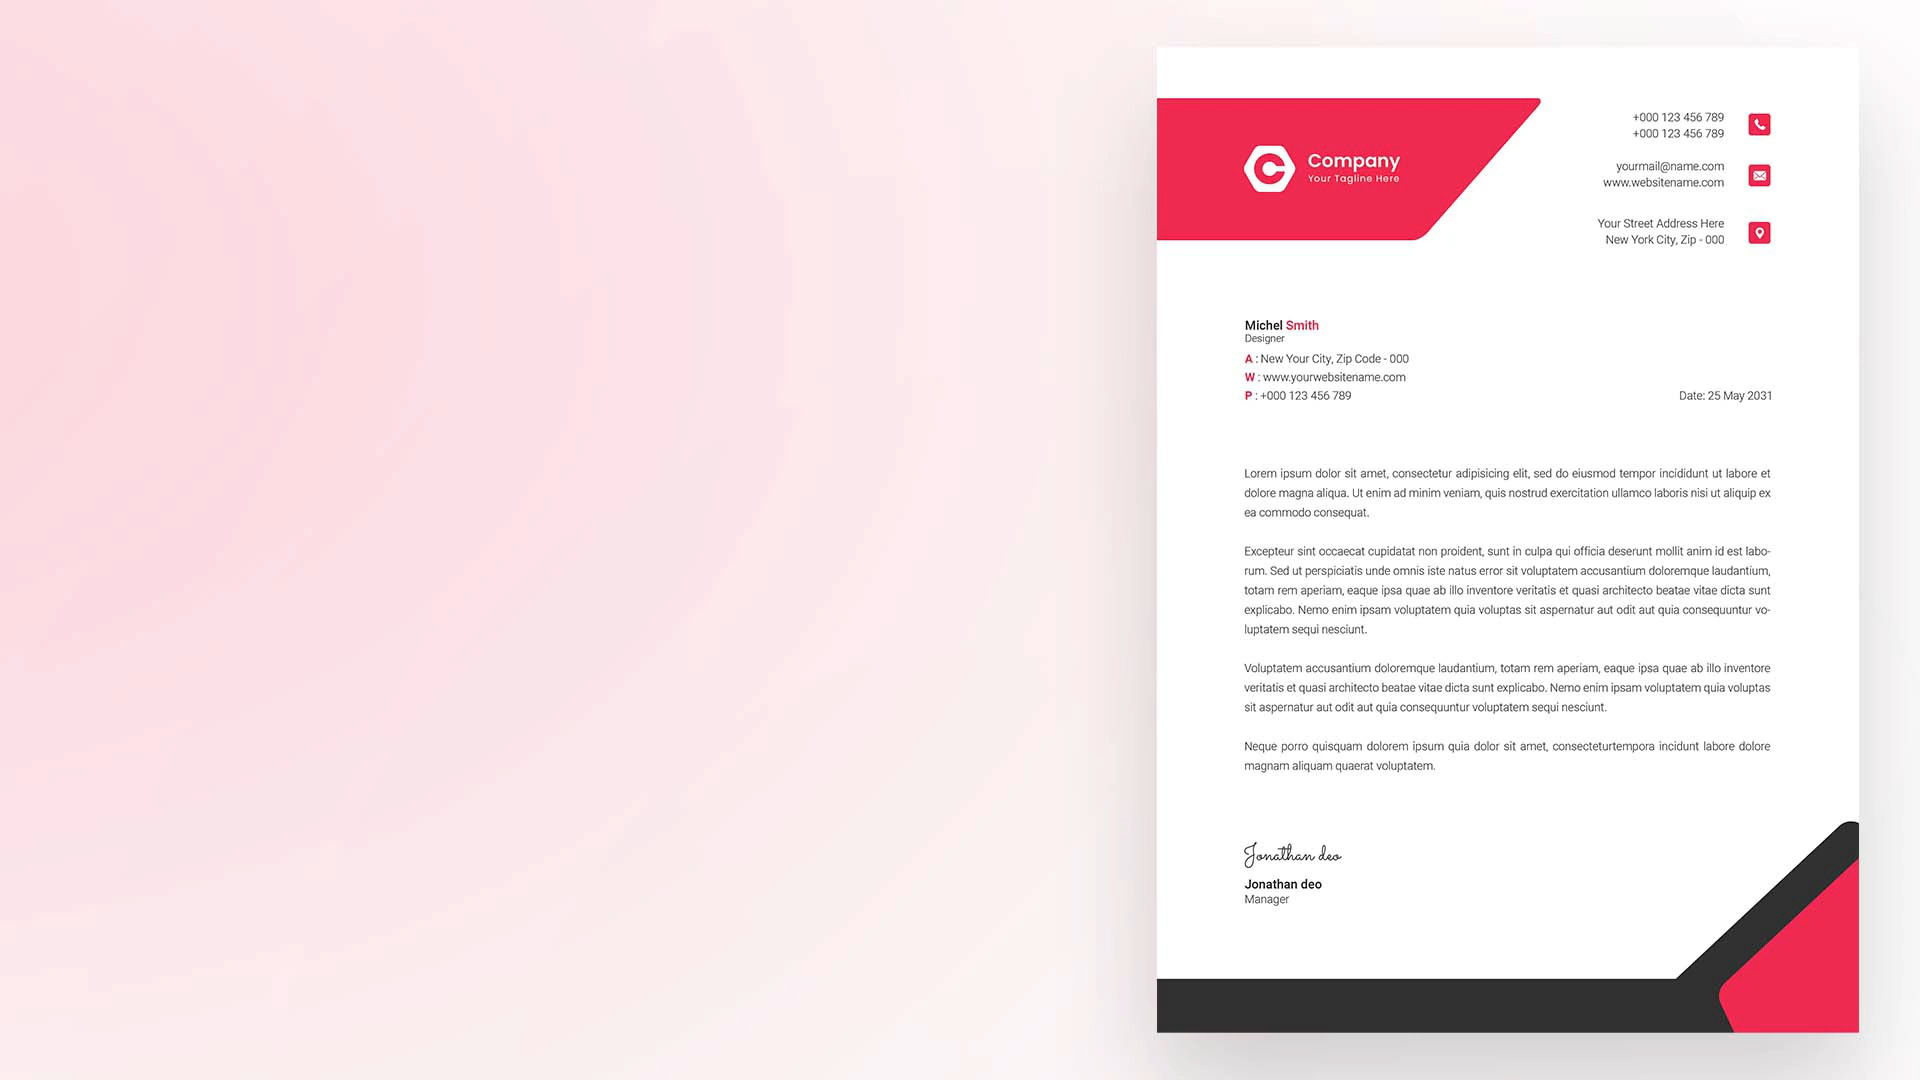 Company
Your Tagline Here
+000 123 456 789
+000 123 456 789
yourmail@name.com
www.websitename.com
Your Street Address Here
New York City, Zip - 000
Michel Smith
Designer
A : New Your City, Zip Code - 000
W : www.yourwebsitename.com
P : +000 123 456 789
Date: 25 May 2031
Lorem ipsum dolor sit amet, consectetur adipisicing elit, sed do eiusmod tempor incididunt ut labore et
dolore magna aliqua. Ut enim ad minim veniam, quis nostrud exercitation ullamco laboris nisi ut aliquip ex
ea commodo consequat.
Excepteur sint occaecat cupidatat non proident, sunt in culpa qui officia deserunt mollit anim id est labo-
rum. Sed ut perspiciatis unde omnis iste natus error sit voluptatem accusantium doloremque laudantium,
totam rem aperiam, eaque ipsa quae ab illo inventore veritatis et quasi architecto beatae vitae dicta sunt
explicabo. Nemo enim ipsam voluptatem quia voluptas sit aspernatur aut odit aut quia consequuntur vo-
luptatem sequi nesciunt.
Voluptatem accusantium doloremque laudantium, totam rem aperiam, eaque ipsa quae ab illo inventore
veritatis et quasi architecto beatae vitae dicta sunt explicabo. Nemo enim ipsam voluptatem quia voluptas
sit aspernatur aut odit aut quia consequuntur voluptatem sequi nesciunt.
Neque porro quisquam dolorem ipsum quia dolor sit amet, consecteturtempora incidunt labore dolore
magnam aliquam quaerat voluptatem.
Jonathan deo
Jonathan deo
Manager